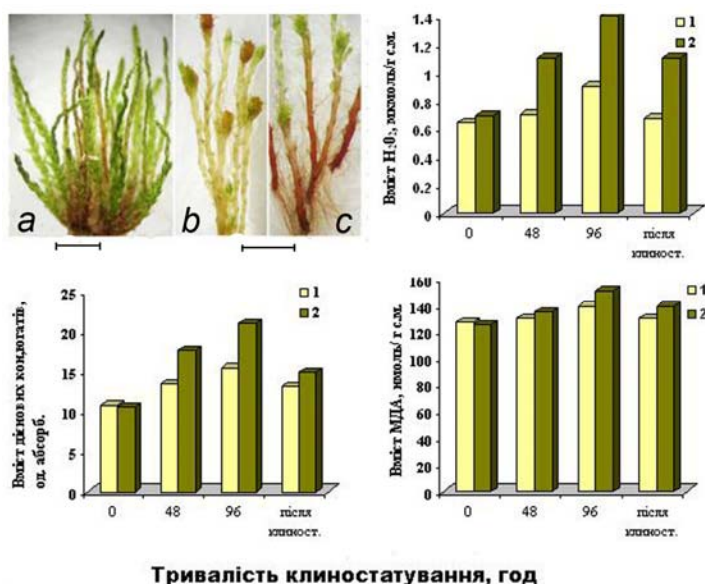 a b c
Вміст H₂O₂, мкмоль/г с.м.
1.4
1.2
1
0.8
0.6
0.4
0.2
0
1
2
0 48 96 після
клиност.
Вміст дієнових кон,югатів,
од. абсорб.
25
20
15
10
5
0
1
2
0 48 96 після
клиност.
Вміст МДА, нмоль/ г с.м.
160
140
120
100
80
60
40
20
0
1
2
0 48 96 після
клиност.
Тривалість клиностатування, год